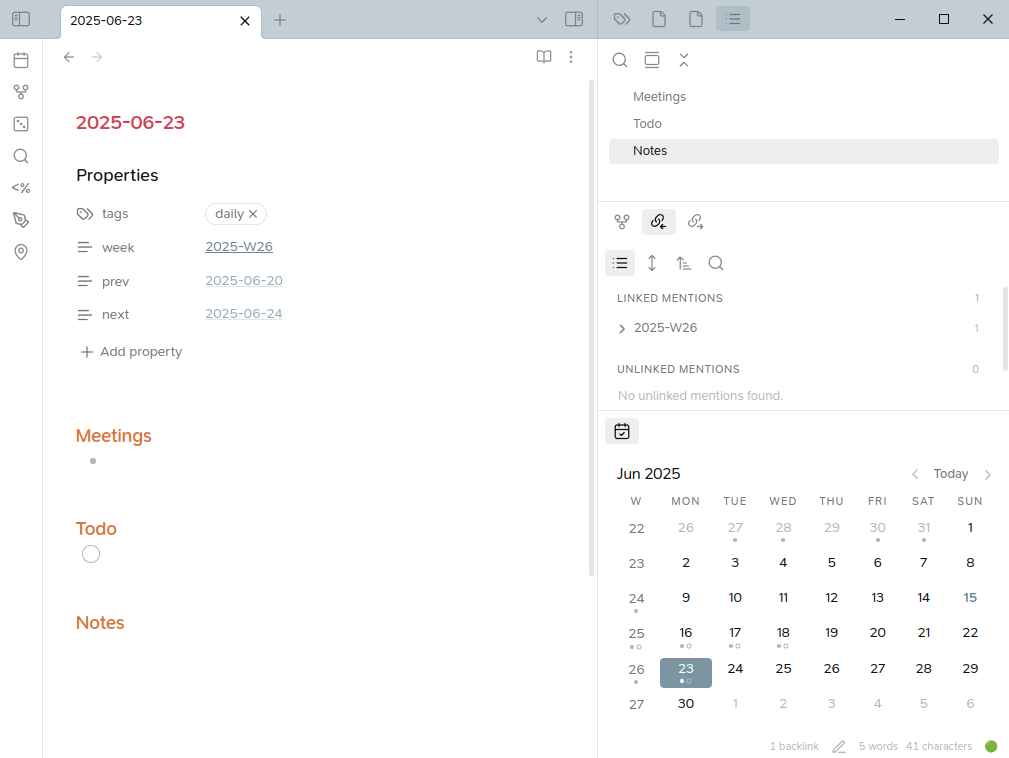 2025-06-23
2025-06-23
Properties
tags daily
week 2025-W26
prev 2025-06-20
next 2025-06-24
Add property
Meetings
Todo
Notes
<%
Meetings
Todo
Notes
LINKED MENTIONS 1
2025-W26 1
UNLINKED MENTIONS 0
No unlinked mentions found.
Jun 2025 Today
W MON TUE WED THU FRI SAT SUN
22 26 27 28 29 30 31 1
23 2 3 4 5 6 7 8
24 9 10 11 12 13 14 15
25 16 17 18 19 20 21 22
26 23 24 25 26 27 28 29
27 30 1 2 3 4 5 6
1 backlink 5 words 41 characters